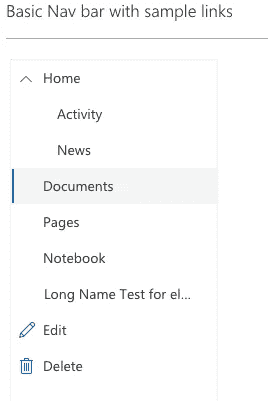 Basic Nav bar with sample links
Home
Activity
News
Documents
Pages
Notebook
Long Name Test for el...
Edit
Delete